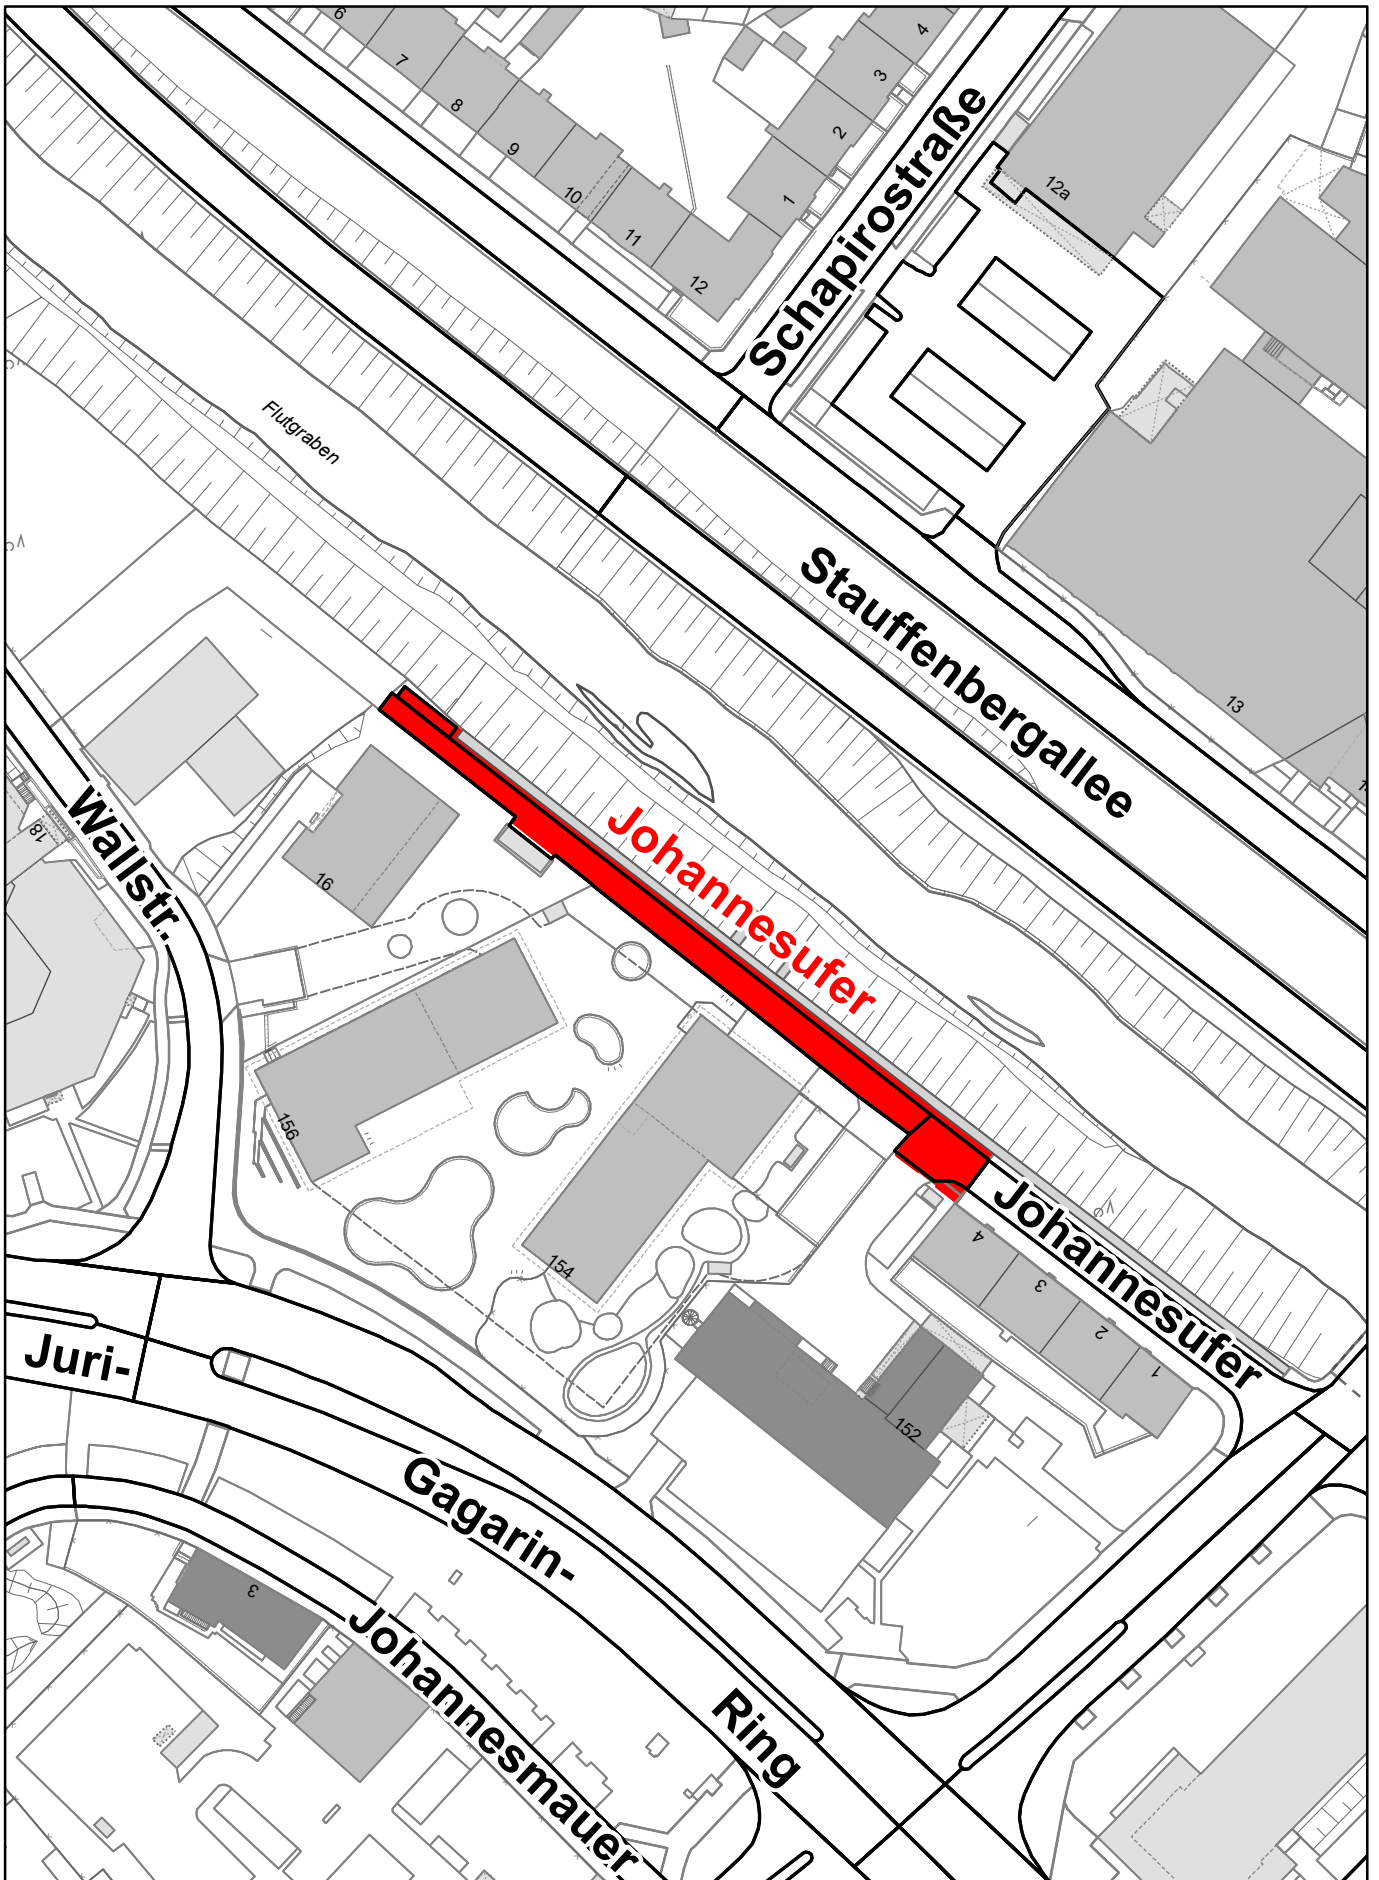 6
7
8
9
10
11
12
4
3
2
1
Schapirostraße
12a
Flutgraben
Stauffenbergallee
13
Wallstr.
18
16
Johannesufer
156
154
Johannesufer
4
3
2
1
152
Juri-
Gagarin-
Ring
3
Johannesmauer